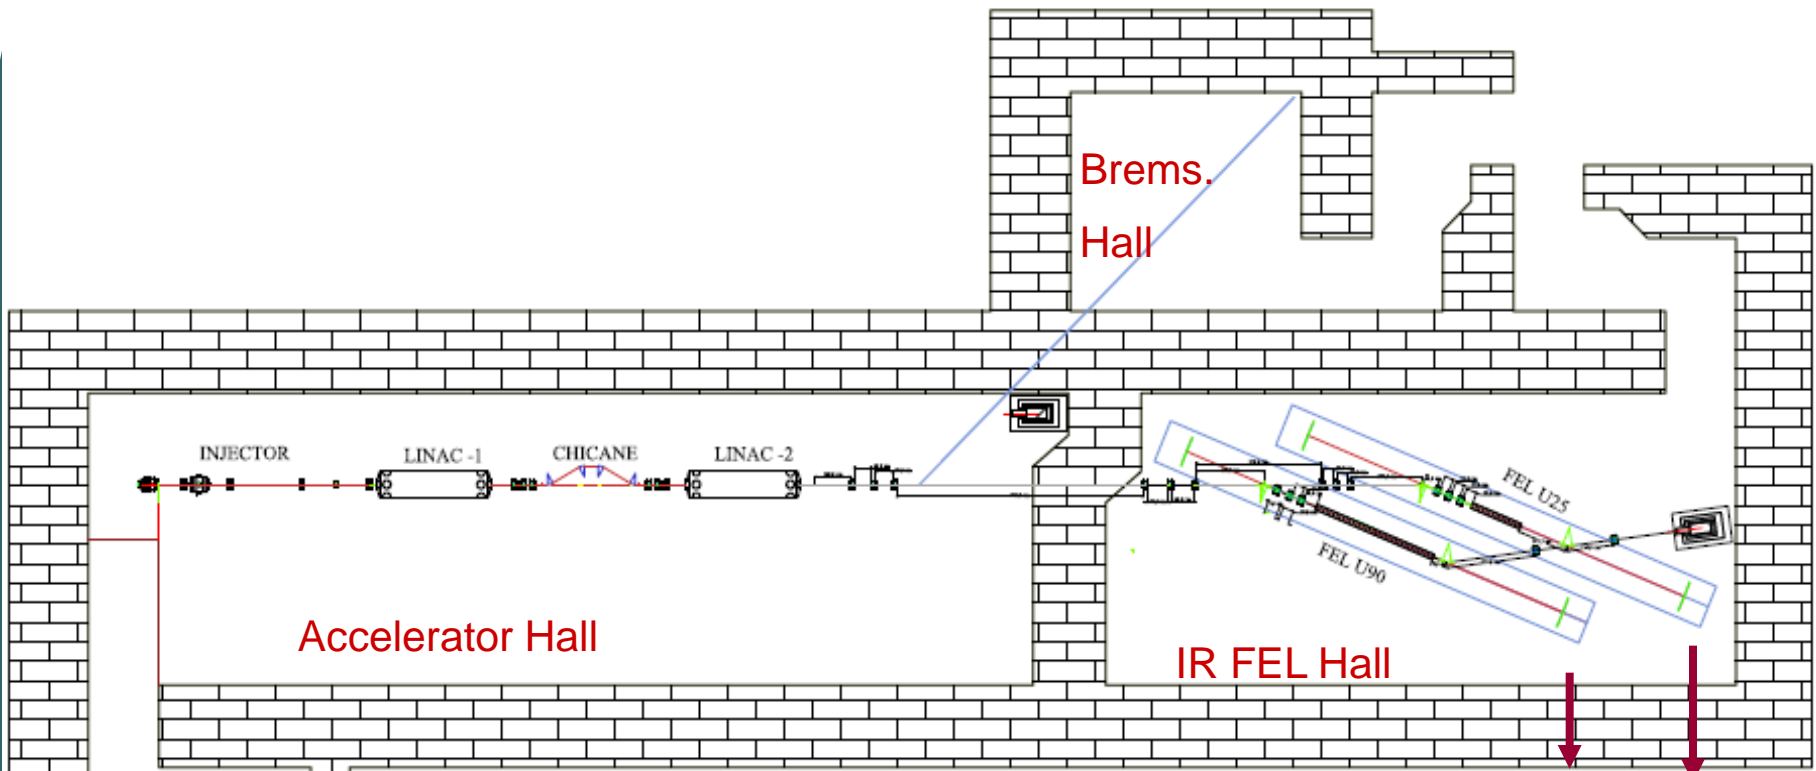 Brems.
Hall
INJECTOR
LINAC -1
CHICANE
LINAC -2
FEL U25
FEL U90
Accelerator Hall
IR FEL Hall